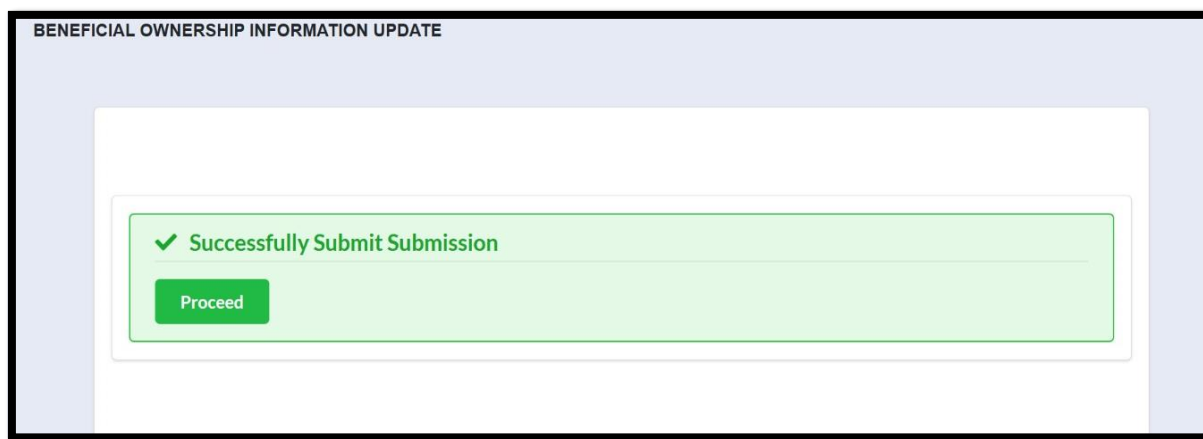 BENEFICIAL OWNERSHIP INFORMATION UPDATE
Successfully Submit Submission
Proceed